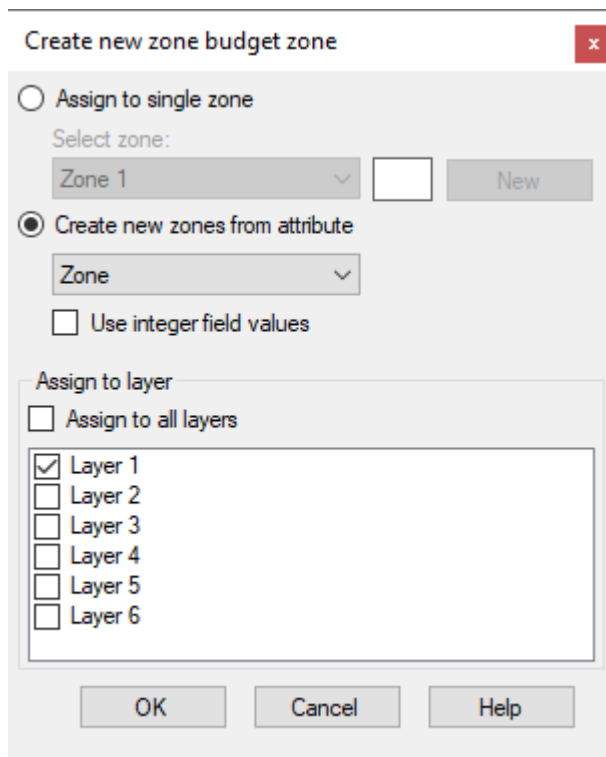 Create new zone budget zone
x
Assign to single zone
Select zone:
Zone 1
New
Create new zones from attribute
Zone
Use integer field values
Assign to layer
Assign to all layers
Layer 1
Layer 2
Layer 3
Layer 4
Layer 5
Layer 6
OK Cancel Help